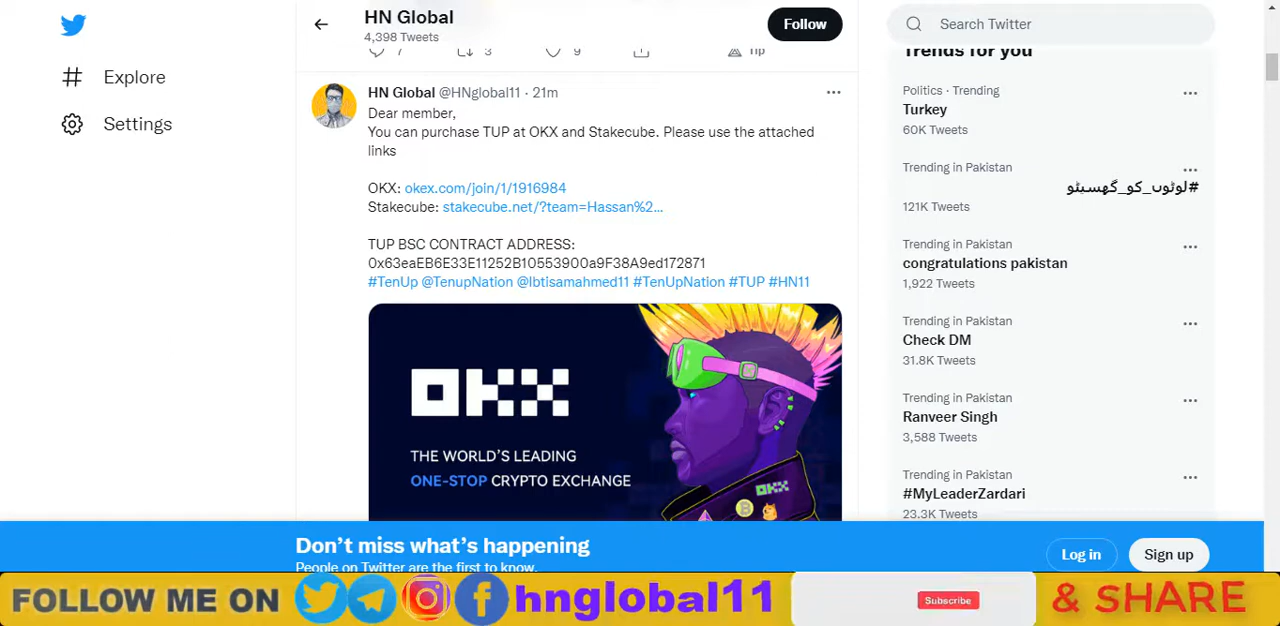 HN Global
4,398 Tweets
Follow
Search Twitter
Explore
Settings
7 3 9 Tip
HN Global @HNglobal11 · 21m
Dear member,
You can purchase TUP at OKX and Stakecube. Please use the attached
links
OKX: okex.com/join/1/1916984
Stakecube: stakecube.net/?team=Hassan%2...
TUP BSC CONTRACT ADDRESS:
0x63eaEB6E33E11252B10553900a9F38A9ed172871
#TenUp @TenupNation @Ibtisamahmed11 #TenUpNation #TUP #HN11
OKX
THE WORLD'S LEADING
ONE-STOP CRYPTO EXCHANGE
OKX
Trends for you
Politics · Trending
Turkey
60K Tweets
Trending in Pakistan
#لوٹوں_کو_گھسیٹو
121K Tweets
Trending in Pakistan
congratulations pakistan
1,922 Tweets
Trending in Pakistan
Check DM
31.8K Tweets
Trending in Pakistan
Ranveer Singh
3,588 Tweets
Trending in Pakistan
#MyLeaderZardari
23.3K Tweets
Don't miss what's happening
People on Twitter are the first to know.
Log in
Sign up
FOLLOW ME ON
hnglobal11
Subscribe
& SHARE